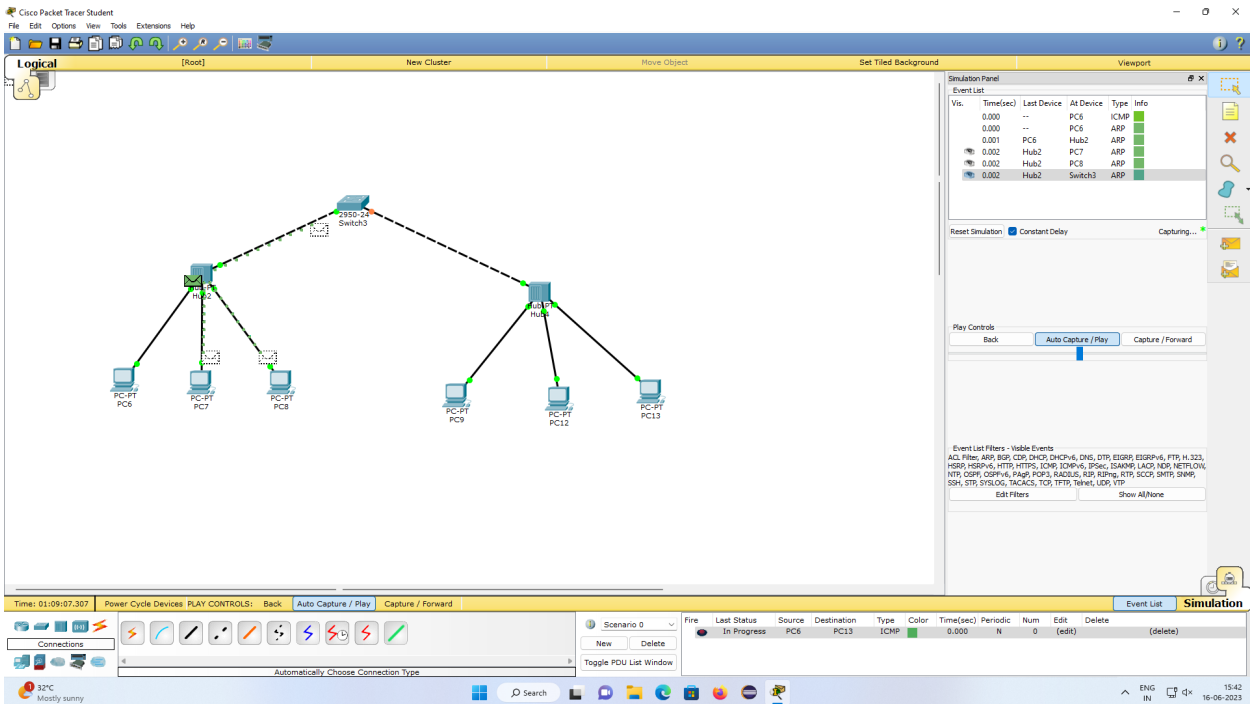 Cisco Packet Tracer Student
File Edit Options View Tools Extensions Help
Logical [Root] New Cluster Move Object Set Tiled Background Viewport
Simulation Panel
Event List
Vis. Time(sec) Last Device At Device Type Info
0.000 -- PC6 ICMP
0.000 -- PC6 ARP
0.001 PC6 Hub2 ARP
0.002 Hub2 PC7 ARP
0.002 Hub2 PC8 ARP
0.002 Hub2 Switch3 ARP
Reset Simulation Constant Delay Capturing... *
Play Controls
Back Auto Capture / Play Capture / Forward
Event List Filters - Visible Events
ACL Filter, ARP, BGP, CDP, DHCP, DHCPv6, DNS, DTP, EIGRP, EIGRPv6, FTP, H.323,
HSRP, HSRPv6, HTTP, HTTPS, ICMP, ICMPv6, IPSec, ISAKMP, LACP, NDP, NETFLOW,
NTP, OSPF, OSPFv6, PAgP, POP3, RADIUS, RIP, RIPng, RTP, SCCP, SMTP, SNMP,
SSH, STP, SYSLOG, TACACS, TCP, TFTP, Telnet, UDP, VTP
Edit Filters Show All/None
2950-24
Switch3
Hub-PT
Hub2
Hub-PT
Hub4
PC-PT
PC6
PC-PT
PC7
PC-PT
PC8
PC-PT
PC9
PC-PT
PC12
PC-PT
PC13
Time: 01:09:07.307 Power Cycle Devices PLAY CONTROLS: Back Auto Capture / Play Capture / Forward Event List Simulation
Connections
Automatically Choose Connection Type
Scenario 0
New Delete
Toggle PDU List Window
Fire Last Status Source Destination Type Color Time(sec) Periodic Num Edit Delete
In Progress PC6 PC13 ICMP 0.000 N 0 (edit) (delete)
1
32°C
Mostly sunny
Search
ENG
IN
15:42
16-06-2023